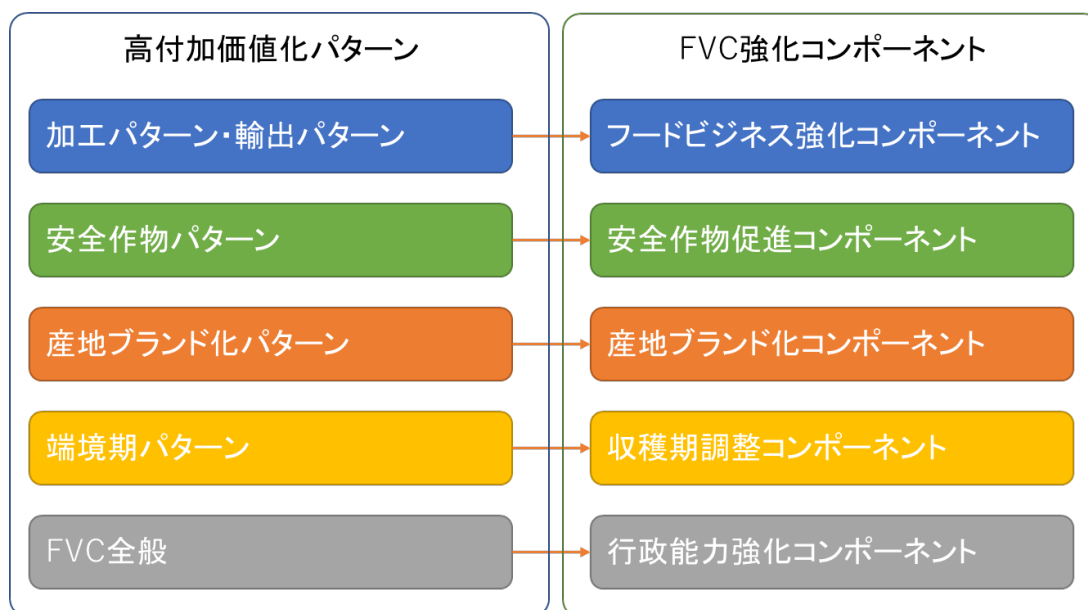 高付加価値化パターン
加工パターン・輸出パターン
安全作物パターン
産地ブランド化パターン
端境期パターン
FVC全般
FVC強化コンポーネント
フードビジネス強化コンポーネント
安全作物促進コンポーネント
産地ブランド化コンポーネント
収穫期調整コンポーネント
行政能力強化コンポーネント